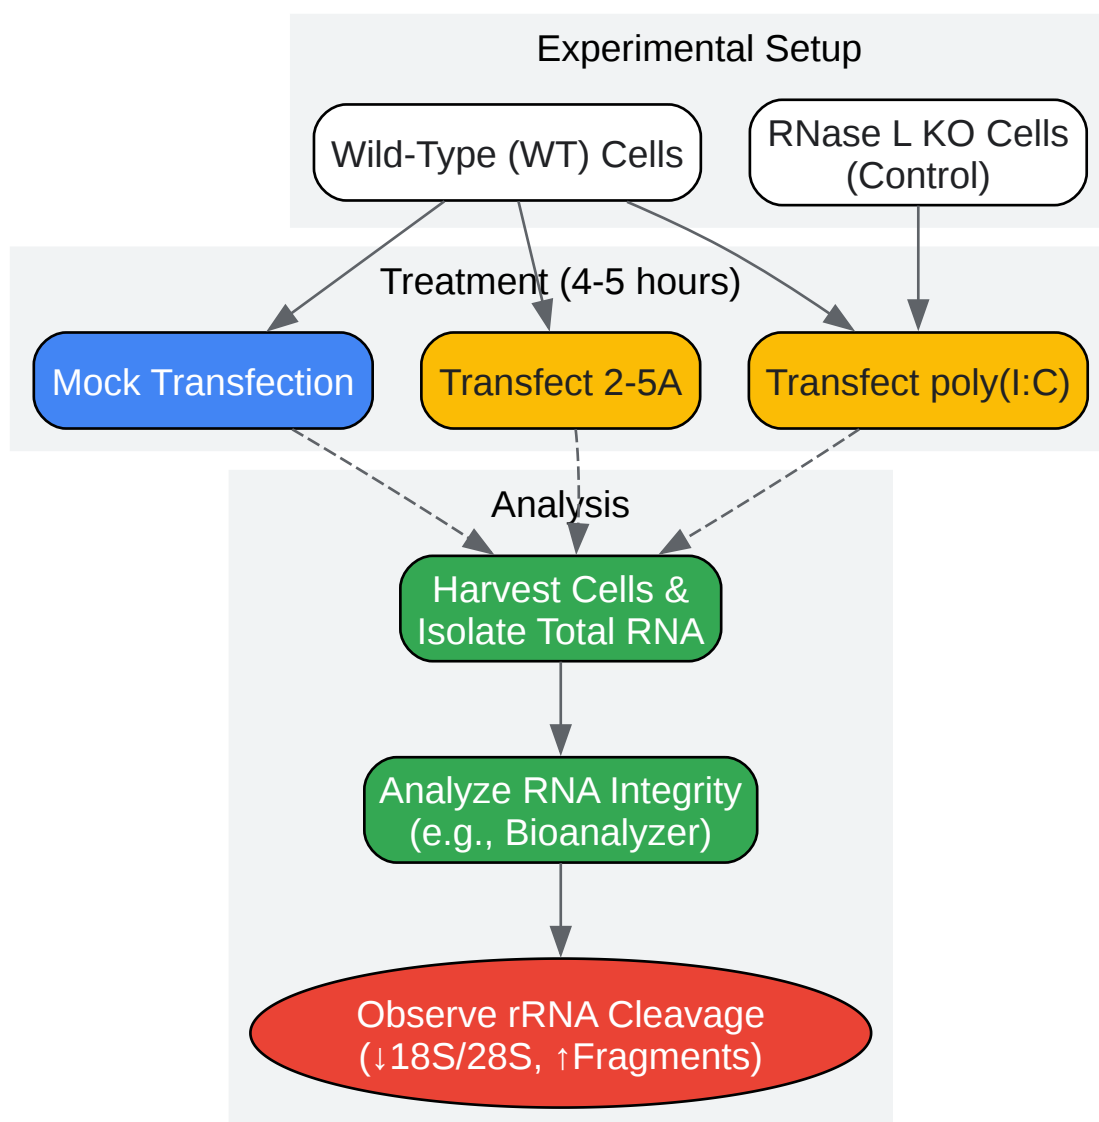 Experimental Setup
Wild-Type (WT) Cells
RNase L KO Cells
(Control)
Treatment (4-5 hours)
Mock Transfection
Transfect 2-5A
Transfect poly(I:C)
Analysis
Harvest Cells &
Isolate Total RNA
Analyze RNA Integrity
(e.g., Bioanalyzer)
Observe rRNA Cleavage
(↓18S/28S, ↑Fragments)